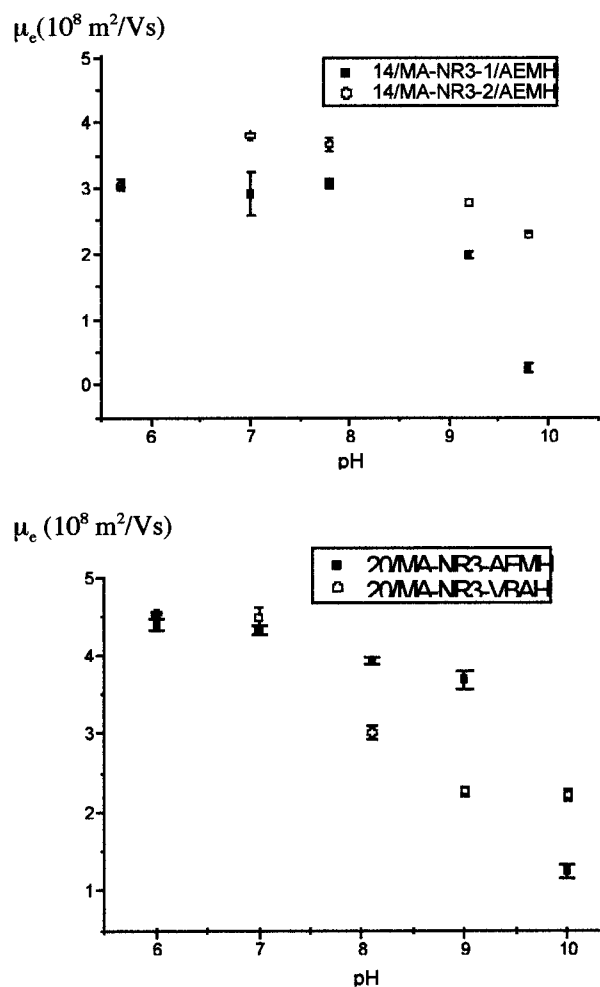 μe(10⁸ m²/Vs)
14/MA-NR3-1/AEMH
14/MA-NR3-2/AEMH
5
4
3
2
1
0
6 7 8 9 10
pH
μe (10⁸ m²/Vs)
20/MA-NR3-AEMH
20/MA-NR3-VBAH
5
4
3
2
1
6 7 8 9 10
pH